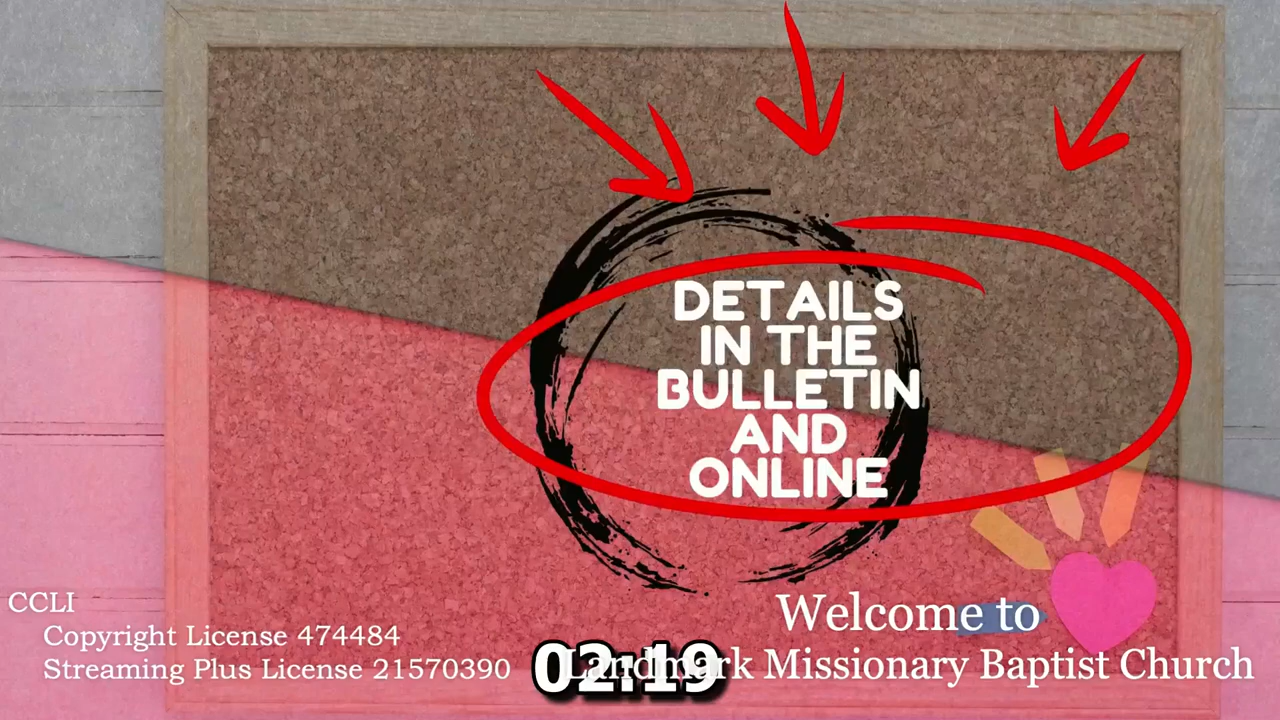 DETAILS
IN THE
BULLETIN
AND
ONLINE
CCLI
Copyright License 474484
Streaming Plus License 21570390
02:19
Welcome to
Landmark Missionary Baptist Church